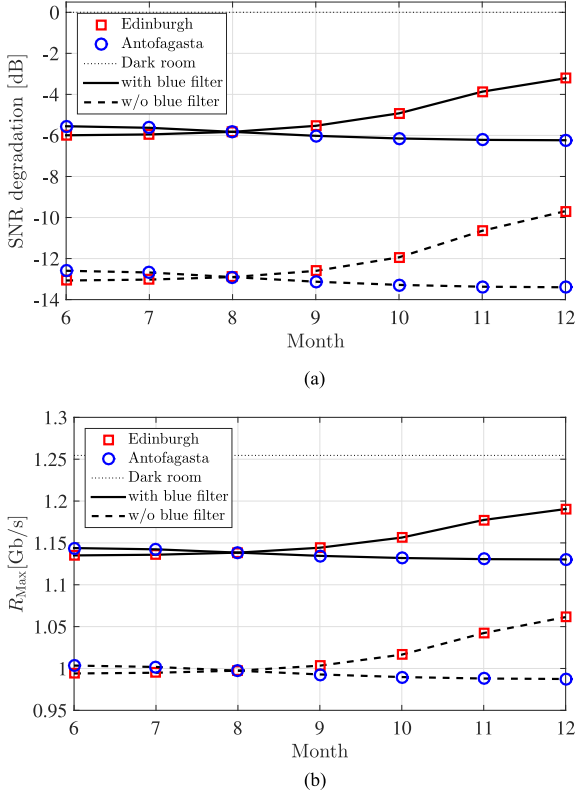 0
-2
-4
-6
-8
-10
-12
-14
SNR degradation [dB]
Edinburgh
Antofagasta
Dark room
with blue filter
w/o blue filter
6 7 8 9 10 11 12
Month
(a)
1.3
1.25
1.2
1.15
1.1
1.05
1
0.95
R_Max[Gb/s]
Edinburgh
Antofagasta
Dark room
with blue filter
w/o blue filter
6 7 8 9 10 11 12
Month
(b)